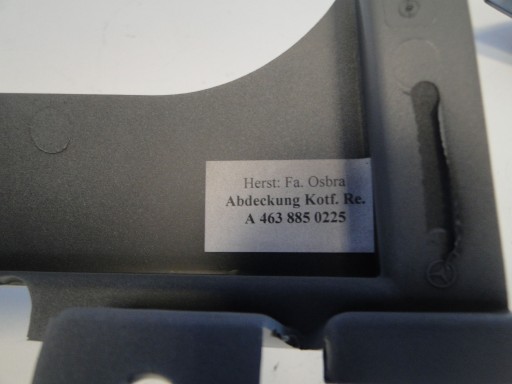 Herst: Fa. Osbra
Abdeckung Kotf. Re.
A 463 885 0225